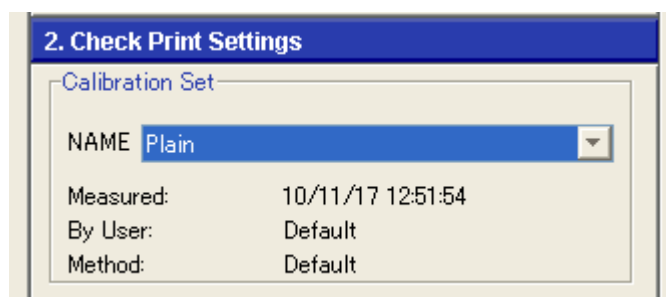 2. Check Print Settings
Calibration Set
NAME Plain
Measured: 10/11/17 12:51:54
By User: Default
Method: Default